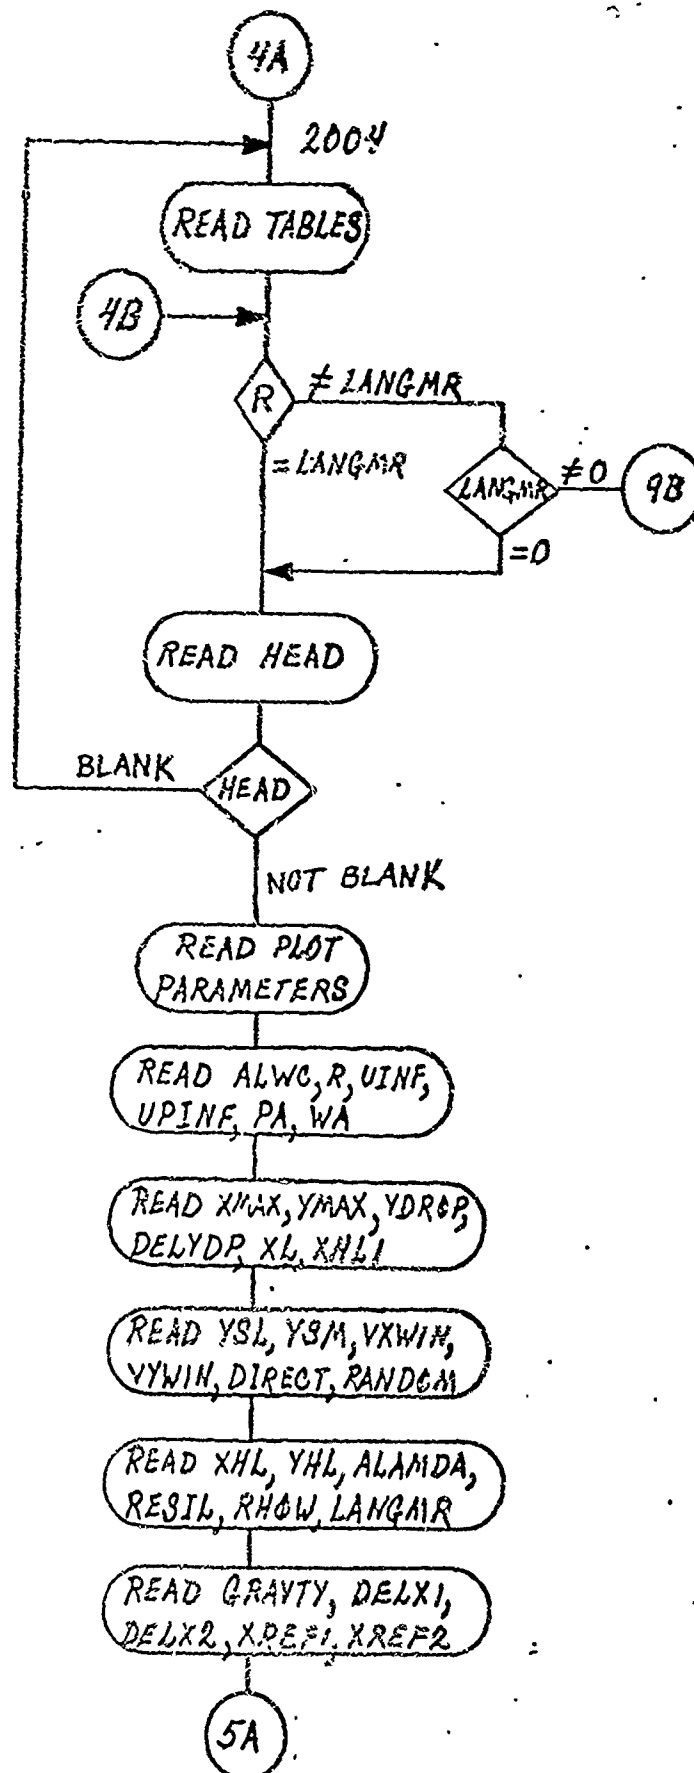 4A
2004
READ TABLES
4B
R
≠ LANGMR
= LANGMR
LANGMR
≠0
9B
=0
READ HEAD
BLANK
HEAD
NOT BLANK
READ PLOT
PARAMETERS
READ ALWC, R, UINF,
UPINF, PA, WA
READ XMAX, YMAX, YDRØP,
DELYDP, XL, XHL1
READ YSL, YSM, VXWIN,
VYWIN, DIRECT, RANDOM
READ XHL, YHL, ALAMDA,
RESIL, RHØW, LANGMR
READ GRAVTY, DELX1,
DELX2, XREF1, XREF2
5A